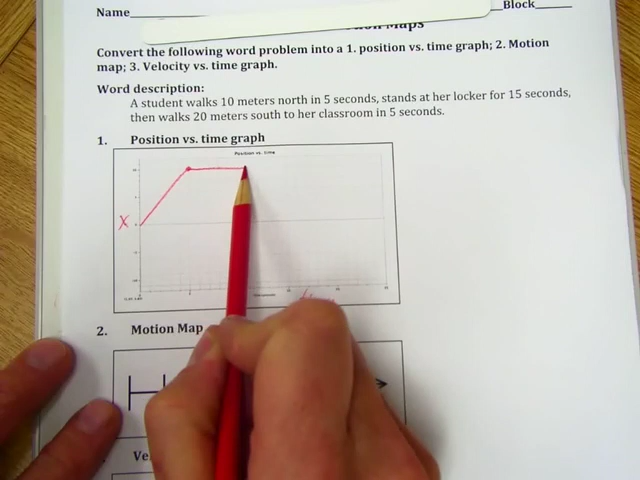 Name________ Block______
Maps
Convert the following word problem into a 1. position vs. time graph; 2. Motion
map; 3. Velocity vs. time graph.
Word description:
A student walks 10 meters north in 5 seconds, stands at her locker for 15 seconds,
then walks 20 meters south to her classroom in 5 seconds.
1. Position vs. time graph
Position vs. time
X
2. Motion Map